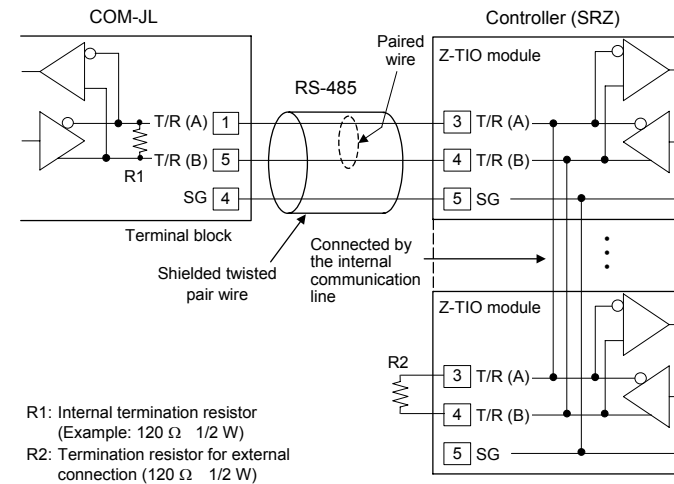 COM-JL
Controller (SRZ)
Paired
wire
Z-TIO module
RS-485
T/R (A) 1
3 T/R (A)
T/R (B) 5
4 T/R (B)
R1
SG 4
5 SG
Terminal block
Shielded twisted
pair wire
Connected by
the internal
communication
line
Z-TIO module
R2
3 T/R (A)
4 T/R (B)
5 SG
R1: Internal termination resistor
(Example: 120 Ω 1/2 W)
R2: Termination resistor for external
connection (120 Ω 1/2 W)